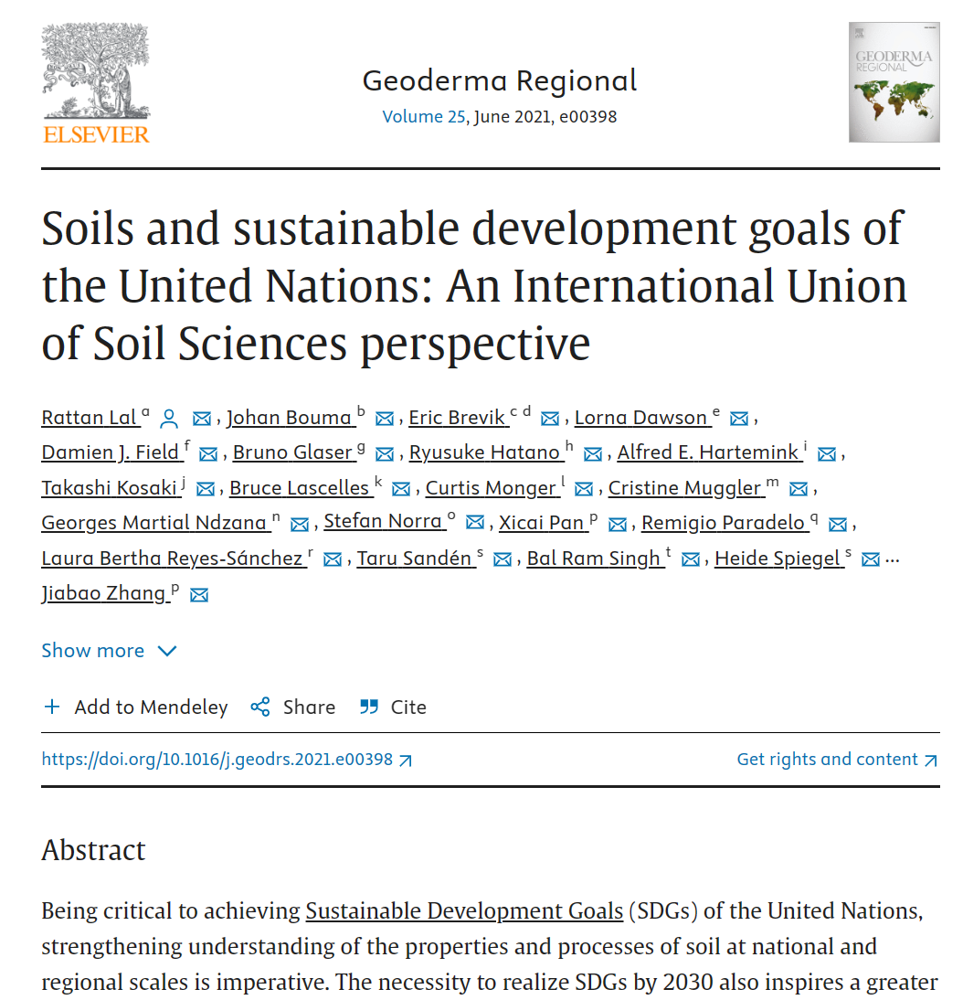 ELSEVIER
Geoderma Regional
Volume 25, June 2021, e00398
GEODERMA
REGIONAL
Soils and sustainable development goals of
the United Nations: An International Union
of Soil Sciences perspective
Rattan Lal a, Johan Bouma b, Eric Brevik c d, Lorna Dawson e,
Damien J. Field f, Bruno Glaser g, Ryusuke Hatano h, Alfred E. Hartemink i,
Takashi Kosaki j, Bruce Lascelles k, Curtis Monger l, Cristine Muggler m,
Georges Martial Ndzana n, Stefan Norra o, Xicai Pan p, Remigio Paradelo q,
Laura Bertha Reyes-Sánchez r, Taru Sandén s, Bal Ram Singh t, Heide Spiegel s …
Jiabao Zhang p
Show more
Add to Mendeley Share Cite
https://doi.org/10.1016/j.geodrs.2021.e00398 Get rights and content
Abstract
Being critical to achieving Sustainable Development Goals (SDGs) of the United Nations,
strengthening understanding of the properties and processes of soil at national and
regional scales is imperative. The necessity to realize SDGs by 2030 also inspires a greater